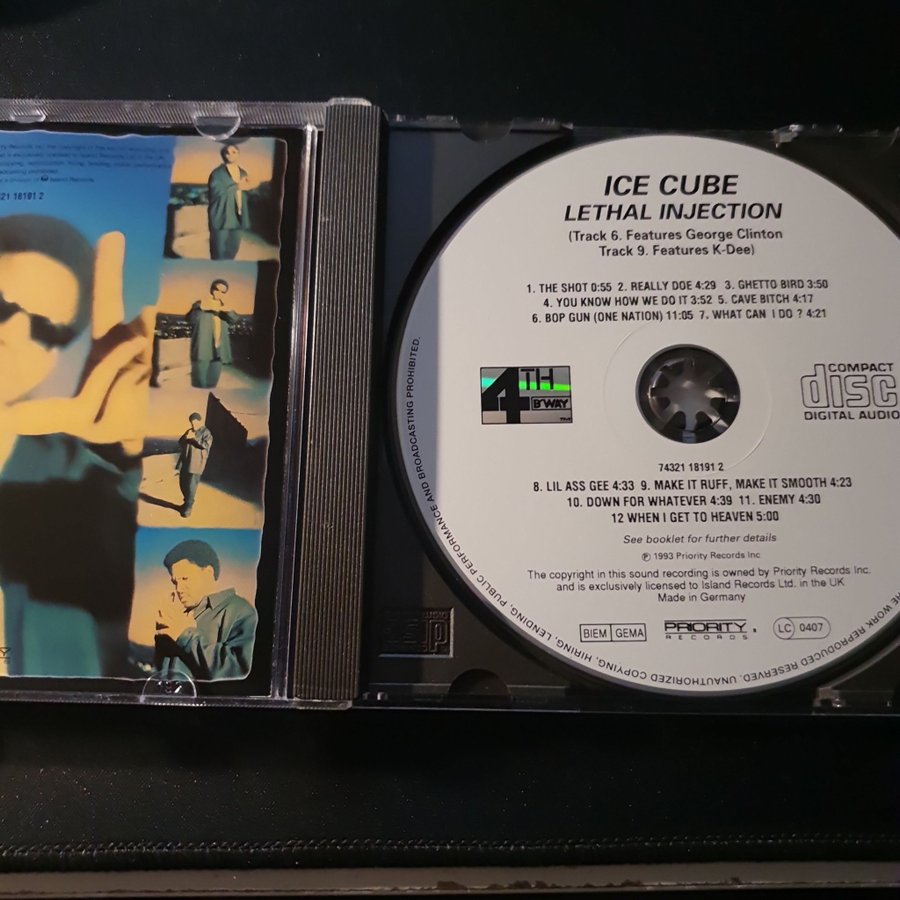 21 18191 2
ICE CUBE
LETHAL INJECTION
(Track 6. Features George Clinton
Track 9. Features K-Dee)
1. THE SHOT 0:55 2. REALLY DOE 4:29 3. GHETTO BIRD 3:50
4. YOU KNOW HOW WE DO IT 3:52 5. CAVE BITCH 4:17
6. BOP GUN (ONE NATION) 11:05 7. WHAT CAN I DO ? 4:21
4TH
B'WAY
TM
COMPACT
disc
DIGITAL AUDIO
74321 18191 2
8. LIL ASS GEE 4:33 9. MAKE IT RUFF, MAKE IT SMOOTH 4:23
10. DOWN FOR WHATEVER 4:39 11. ENEMY 4:30
12 WHEN I GET TO HEAVEN 5:00
See booklet for further details
℗ 1993 Priority Records Inc
The copyright in this sound recording is owned by Priority Records Inc.
and is exclusively licensed to Island Records Ltd. in the UK
Made in Germany
BIEM GEMA
PRIORITY
RECORDS
LC 0407
THE WORK REPRODUCED RESERVED. UNAUTHORIZED COPYING, HIRING, LENDING, PUBLIC PERFORMANCE AND BROADCASTING PROHIBITED.